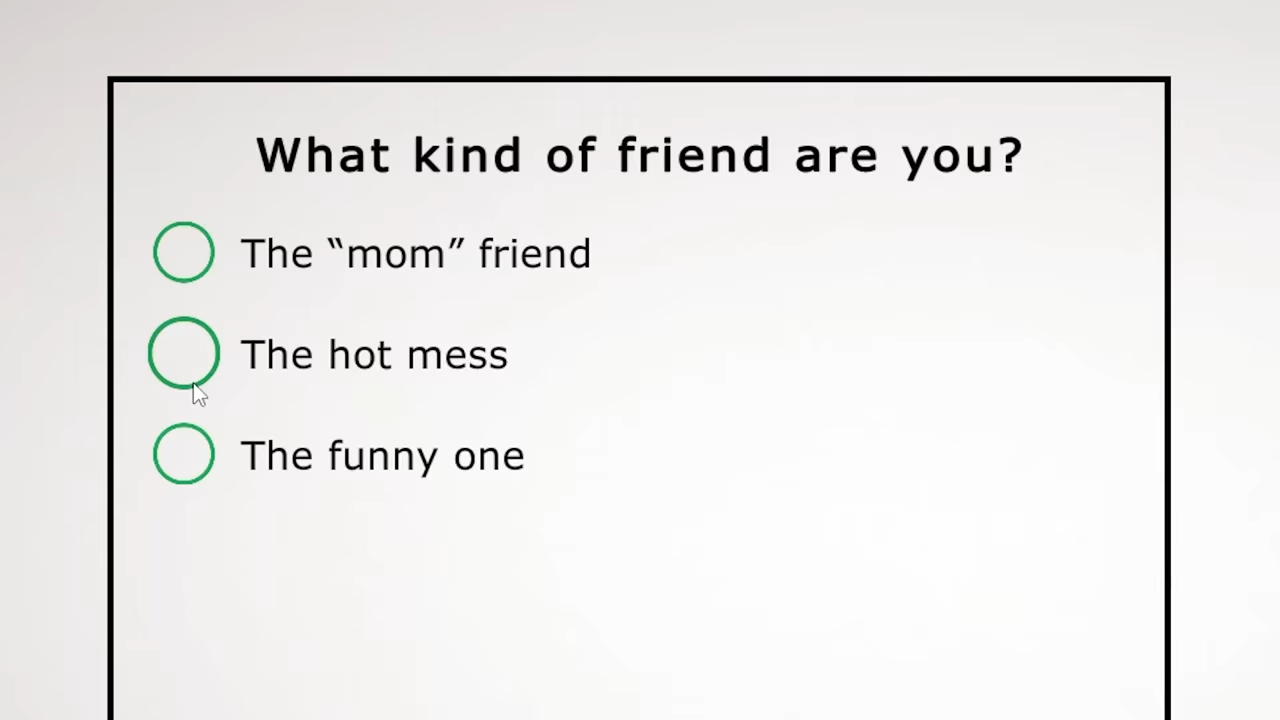 What kind of friend are you?
The “mom” friend
The hot mess
The funny one